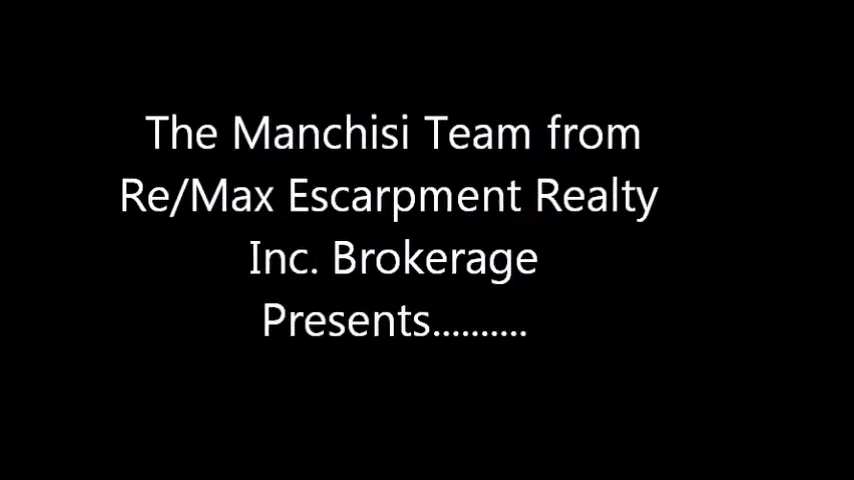 The Manchisi Team from
Re/Max Escarpment Realty
Inc. Brokerage
Presents..........